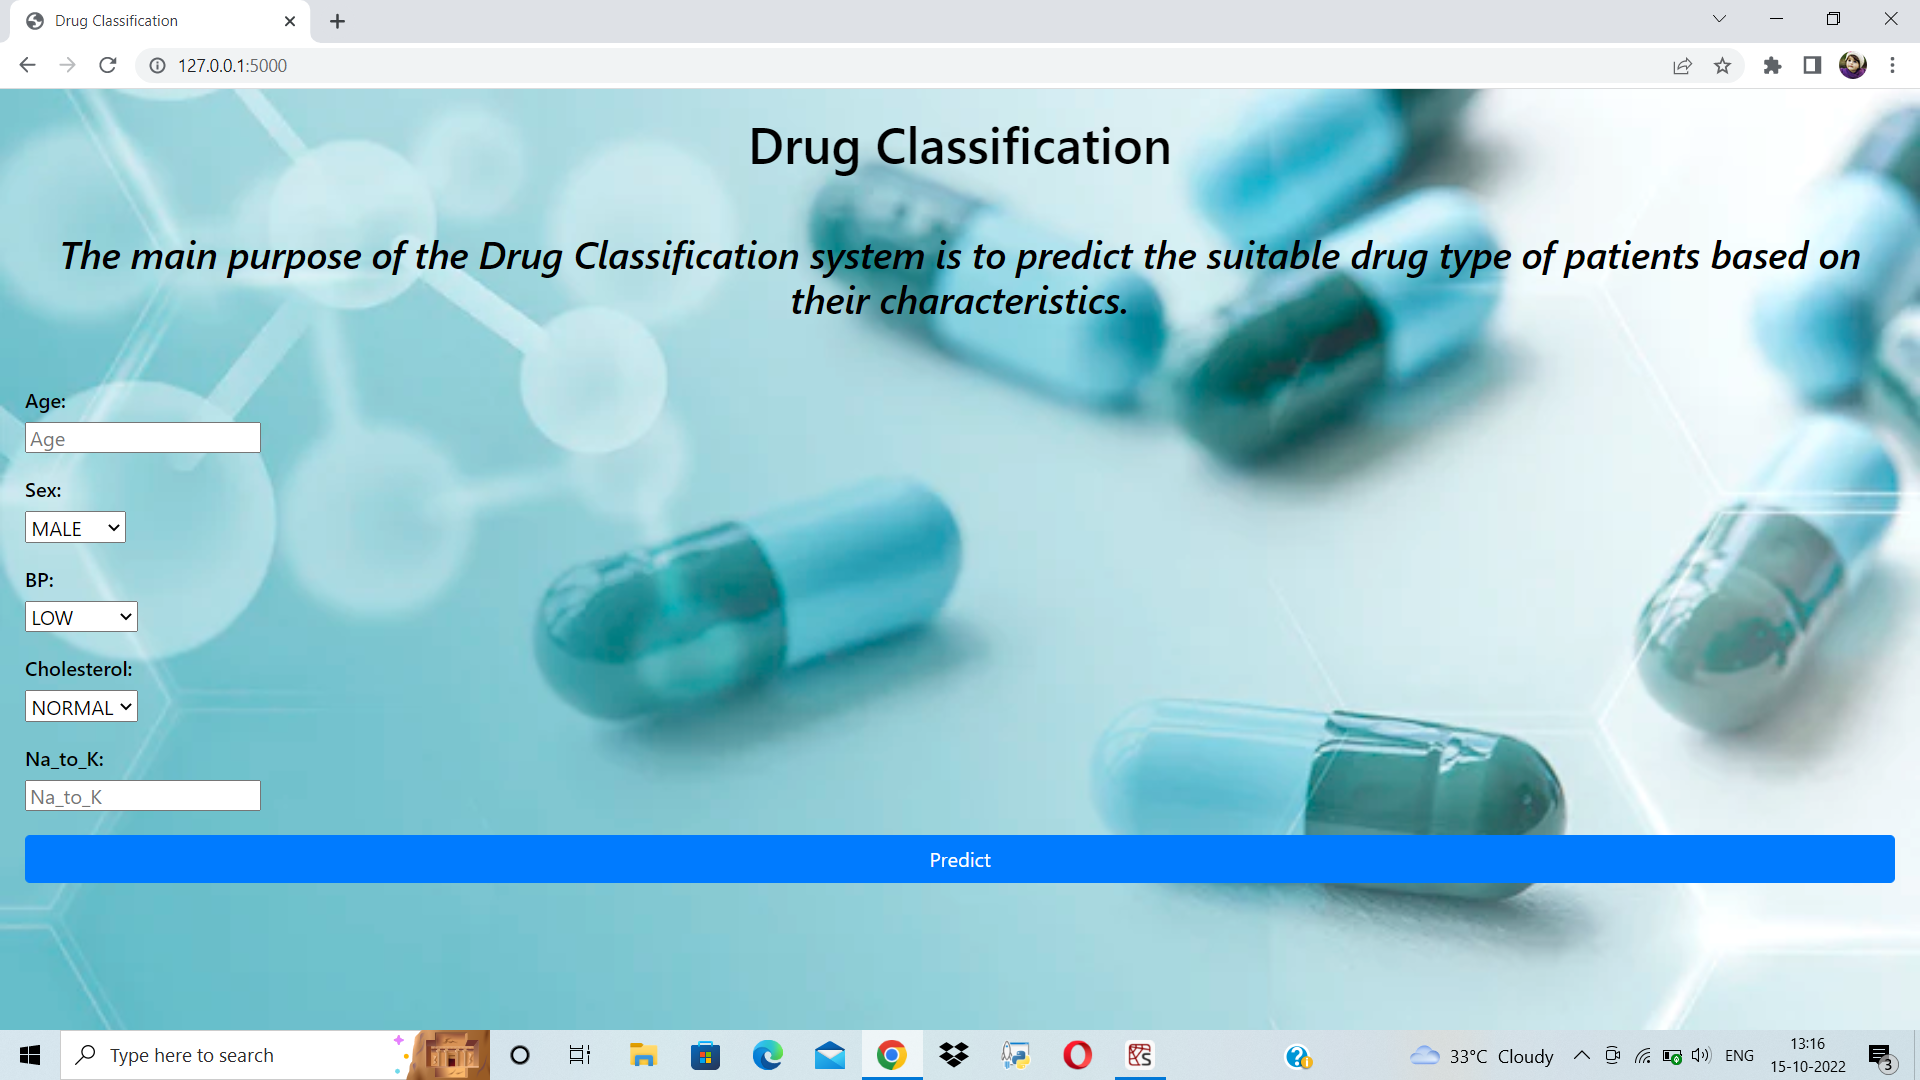 Drug Classification
127.0.0.1:5000
Drug Classification
The main purpose of the Drug Classification system is to predict the suitable drug type of patients based on
their characteristics.
Age:
Age
Sex:
MALE
BP:
LOW
Cholesterol:
NORMAL
Na_to_K:
Na_to_K
Predict
Type here to search
33°C Cloudy
ENG
13:16
15-10-2022
3